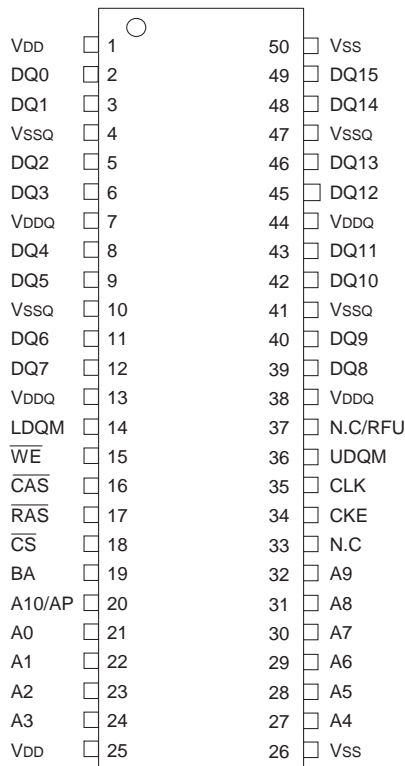 VDD 1 50 VSS
DQ0 2 49 DQ15
DQ1 3 48 DQ14
VSSQ 4 47 VSSQ
DQ2 5 46 DQ13
DQ3 6 45 DQ12
VDDQ 7 44 VDDQ
DQ4 8 43 DQ11
DQ5 9 42 DQ10
VSSQ 10 41 VSSQ
DQ6 11 40 DQ9
DQ7 12 39 DQ8
VDDQ 13 38 VDDQ
LDQM 14 37 N.C/RFU
W̅E̅ 15 36 UDQM
C̅A̅S̅ 16 35 CLK
R̅A̅S̅ 17 34 CKE
C̅S̅ 18 33 N.C
BA 19 32 A9
A10/AP 20 31 A8
A0 21 30 A7
A1 22 29 A6
A2 23 28 A5
A3 24 27 A4
VDD 25 26 VSS